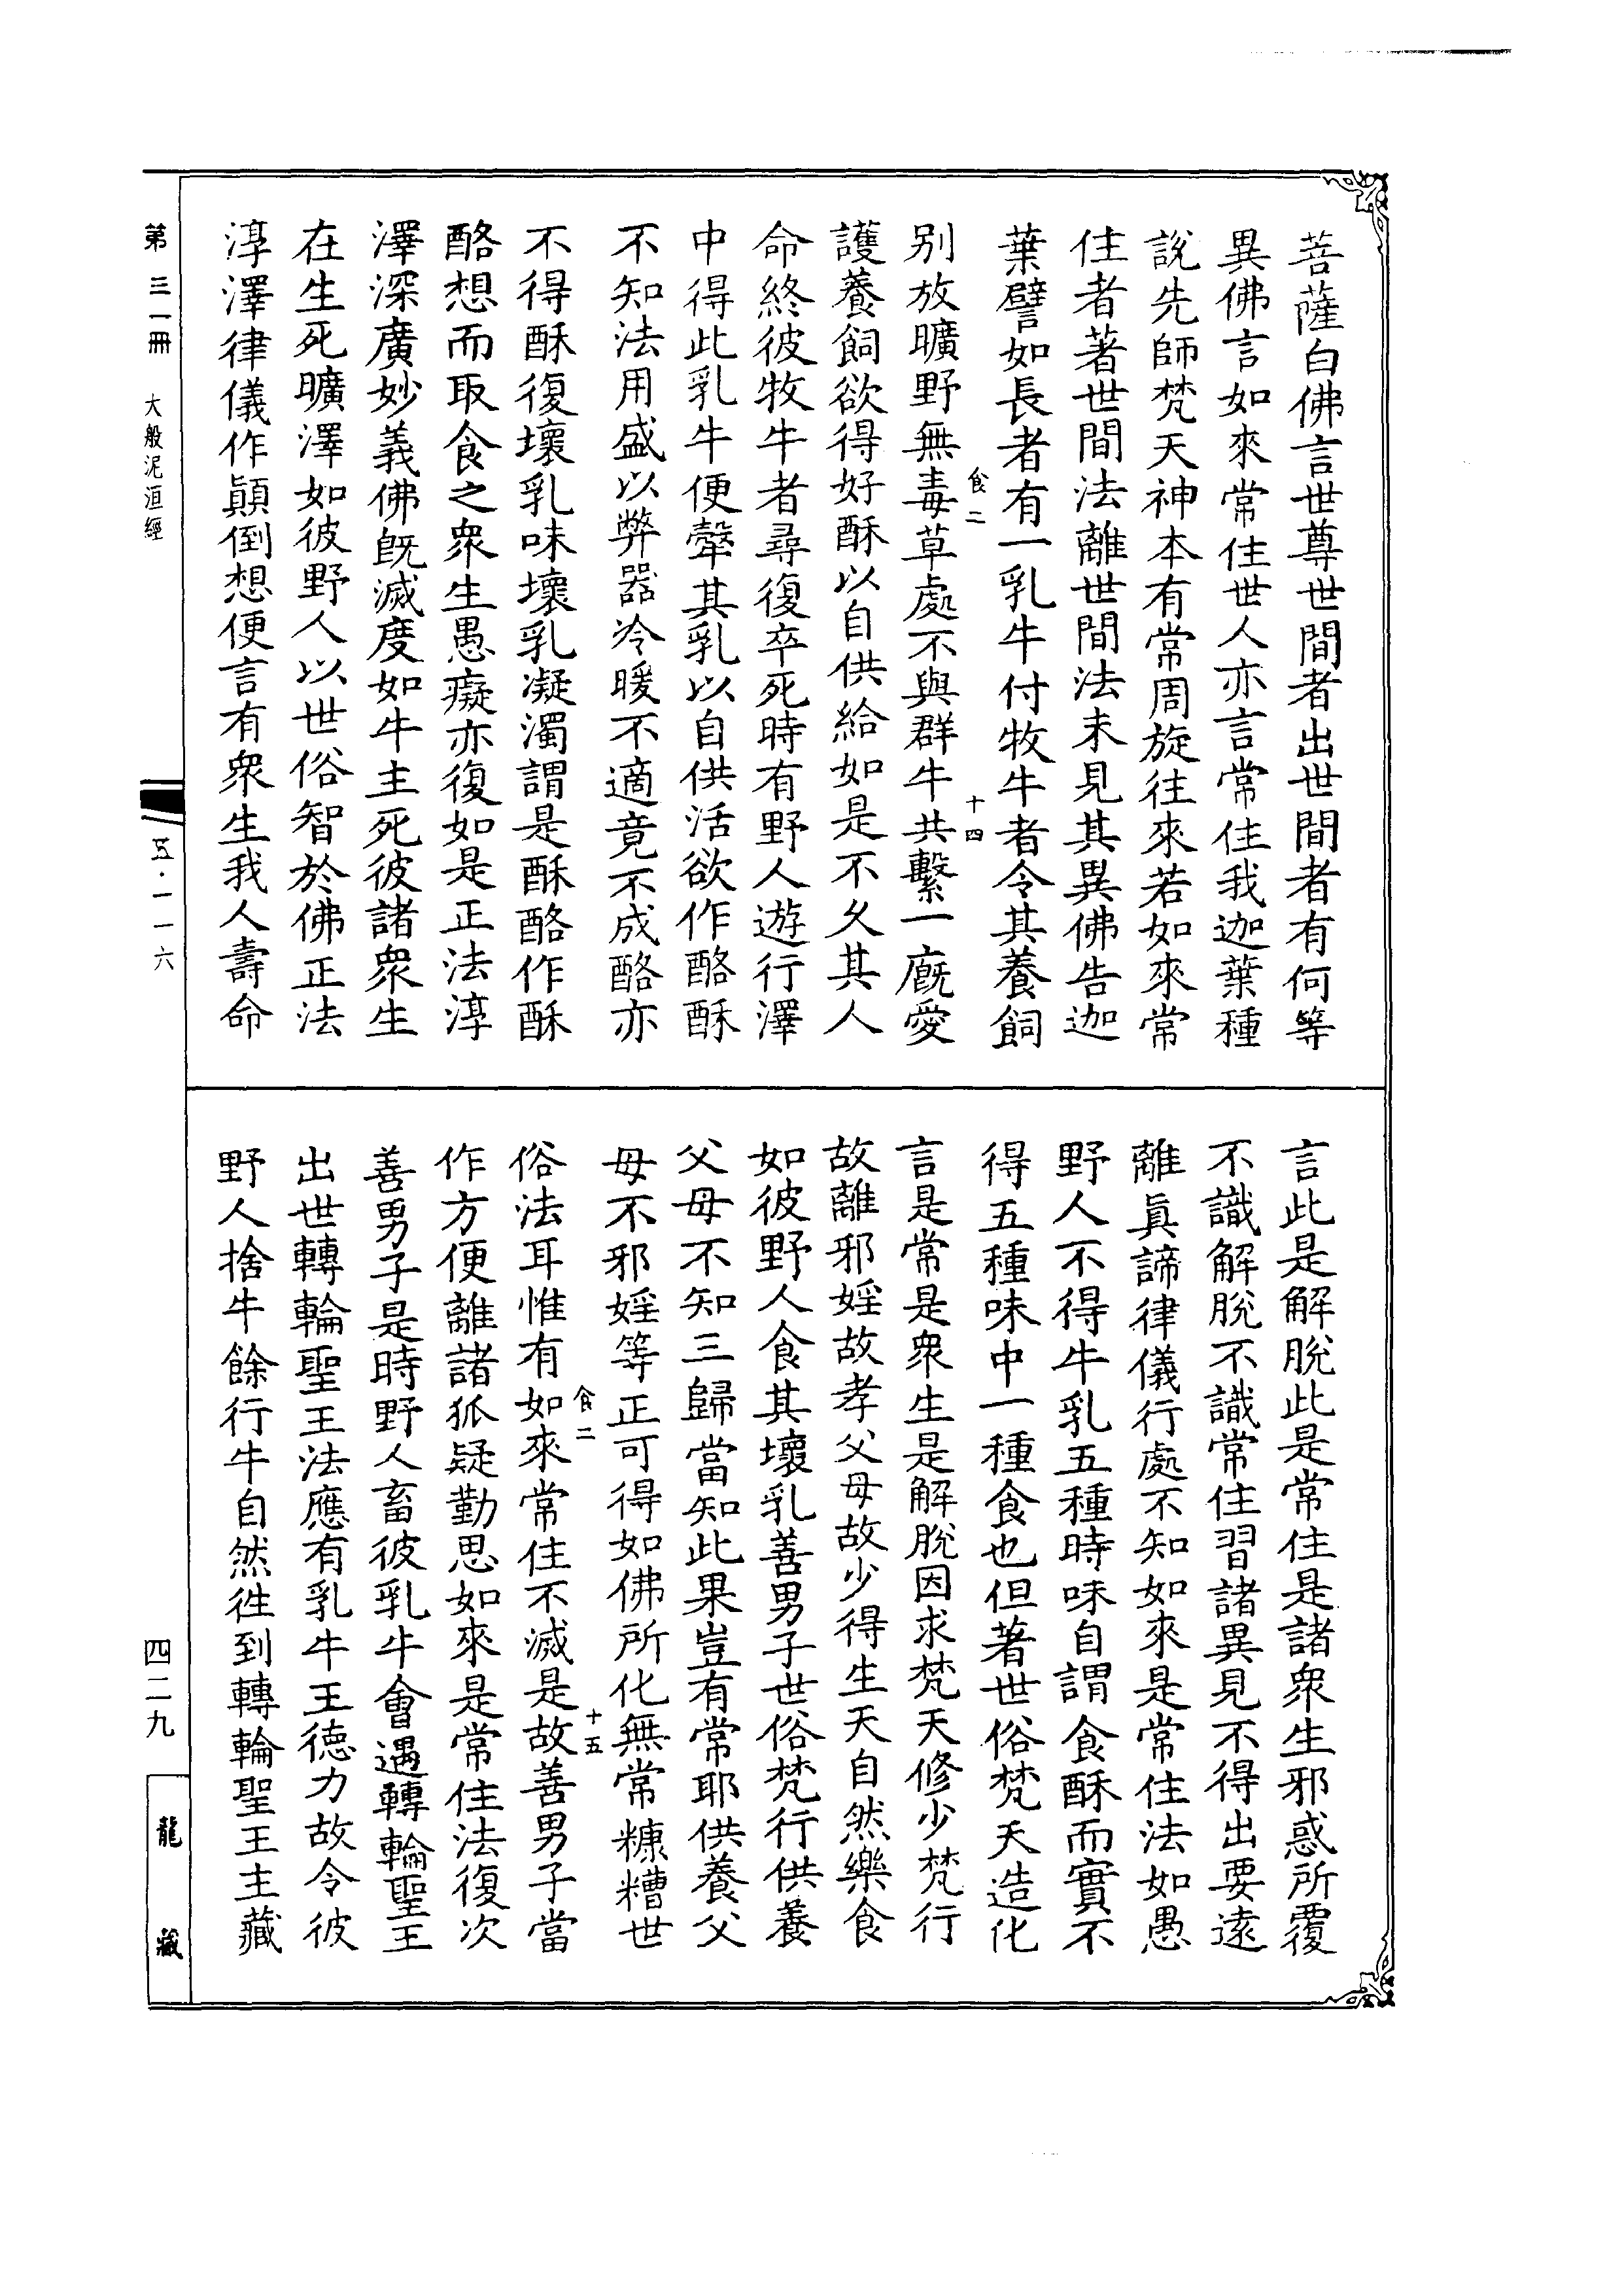 菩薩白佛言世尊世間者出世間者有何等
異佛言如來常住世人亦言常住我迦葉種
說先師梵天神本有常周旋往來若如來常
住者著世間法離世間法未見其異佛告迦
葉譬如長者有一乳牛付牧牛者令其養飼
食二
十四
別放曠野無毒草處不與群牛共繫一廐愛
護養飼欲得好酥以自供給如是不久其人
命終彼牧牛者尋復卒死時有野人遊行澤
中得此乳牛便犛其乳以自供活欲作酪酥
不知法用盛以弊器冷暖不適竟不成酪亦
不得酥復壞乳味壞乳凝濁謂是酥酪作酥
酪想而取食之衆生愚癡亦復如是正法淳
澤深廣妙義佛旣滅度如牛主死彼諸衆生
在生死曠澤如彼野人以世俗智於佛正法
淳澤律儀作顚倒想便言有衆生我人壽命
言此是解脫此是常住是諸衆生邪惑所覆
不識解脫不識常住習諸異見不得出要遠
離眞諦律儀行處不知如來是常住法如愚
野人不得牛乳五種時味自謂食酥而實不
得五種味中一種食也但著世俗梵天造化
言是常是衆生是解脫因求梵天修少梵行
故離邪婬故孝父母故少得生天自然樂食
如彼野人食其壞乳善男子世俗梵行供養
父母不知三歸當知此果豈有常耶供養父
母不邪婬等正可得如佛所化無常糠糟世
食二
十五
俗法耳惟有如來常住不滅是故善男子當
作方便離諸狐疑勤思如來是常住法復次
善男子是時野人畜彼乳牛會遇轉輪聖王
出世轉輪聖王法應有乳牛王德力故令彼
野人捨牛餘行牛自然徃到轉輪聖王主藏
第三一冊
大般泥洹經
五·一一六
四二九
龍藏